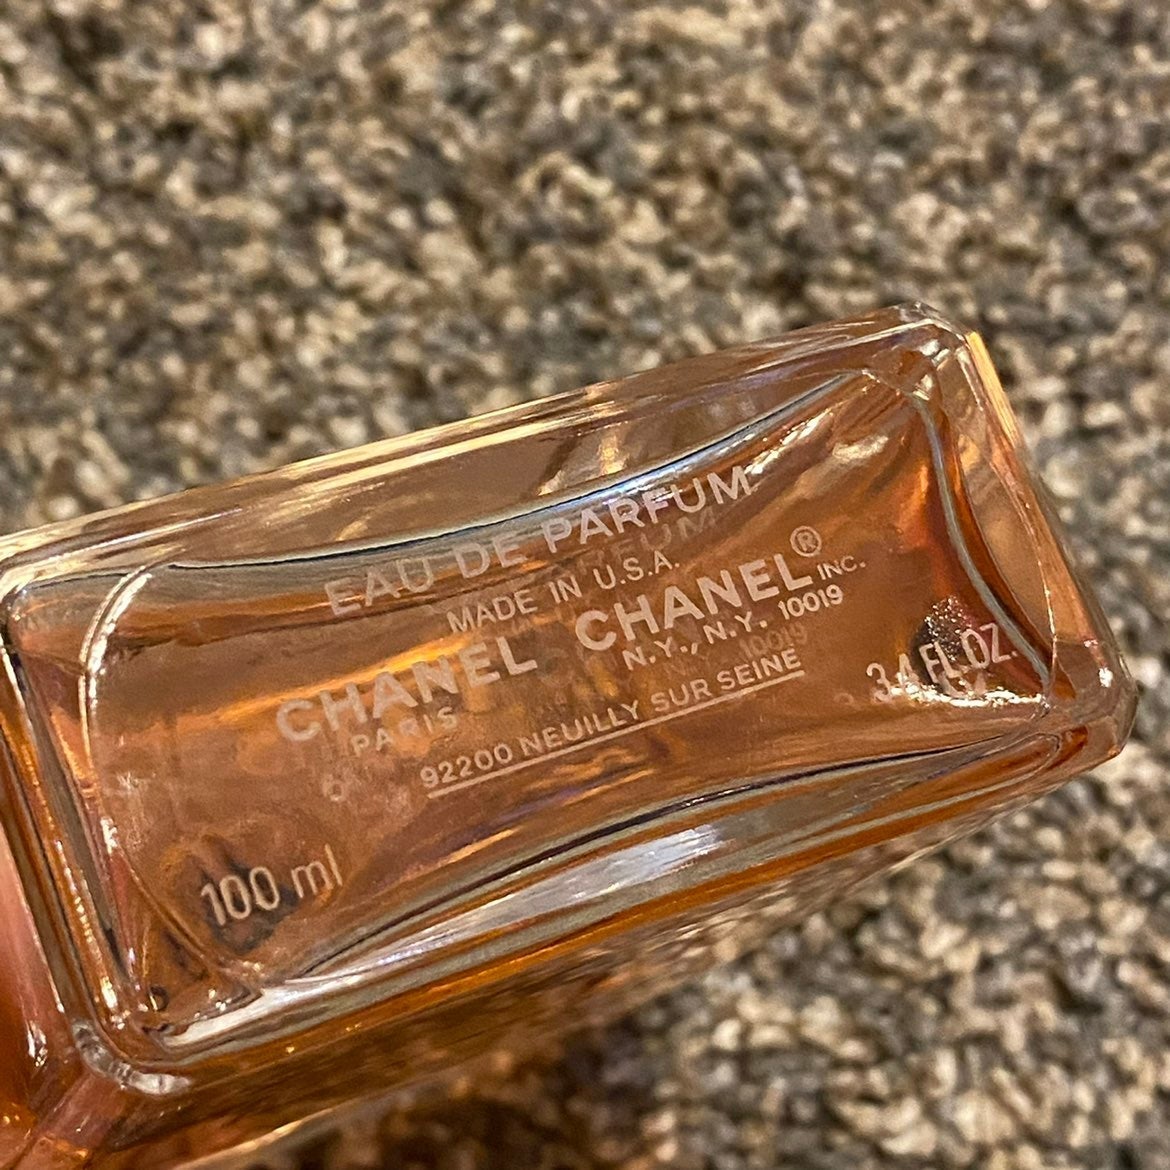 EAU DE PARFUM
MADE IN U.S.A.
CHANEL CHANEL® INC.
PARIS N.Y., N.Y. 10019
92200 NEUILLY SUR SEINE
3.4 FL.OZ.
100 ml